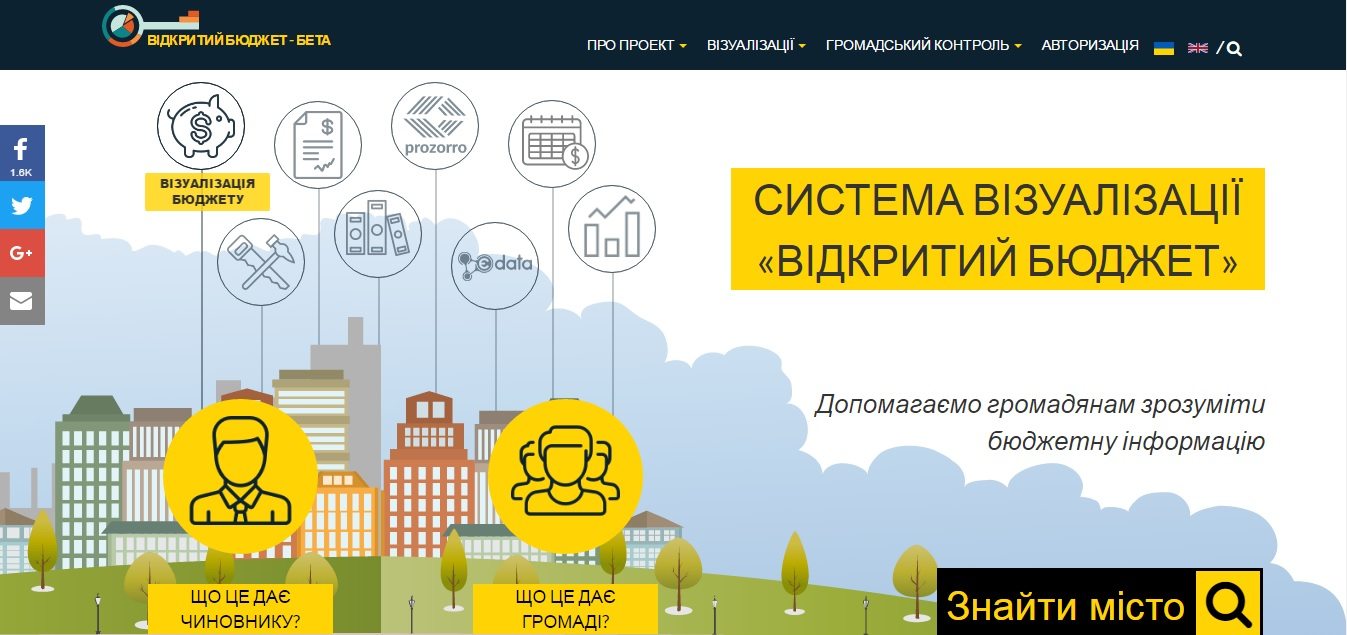 ВІДКРИТИЙ БЮДЖЕТ - БЕТА
ПРО ПРОЕКТ
ВІЗУАЛІЗАЦІЇ
ГРОМАДСЬКИЙ КОНТРОЛЬ
АВТОРИЗАЦІЯ
/
1.6K
G+
prozorro
ВІЗУАЛІЗАЦІЯ
БЮДЖЕТУ
edata
СИСТЕМА ВІЗУАЛІЗАЦІЇ
«ВІДКРИТИЙ БЮДЖЕТ»
Допомагаємо громадянам зрозуміти
бюджетну інформацію
ЩО ЦЕ ДАЄ
ЧИНОВНИКУ?
ЩО ЦЕ ДАЄ
ГРОМАДІ?
Знайти місто